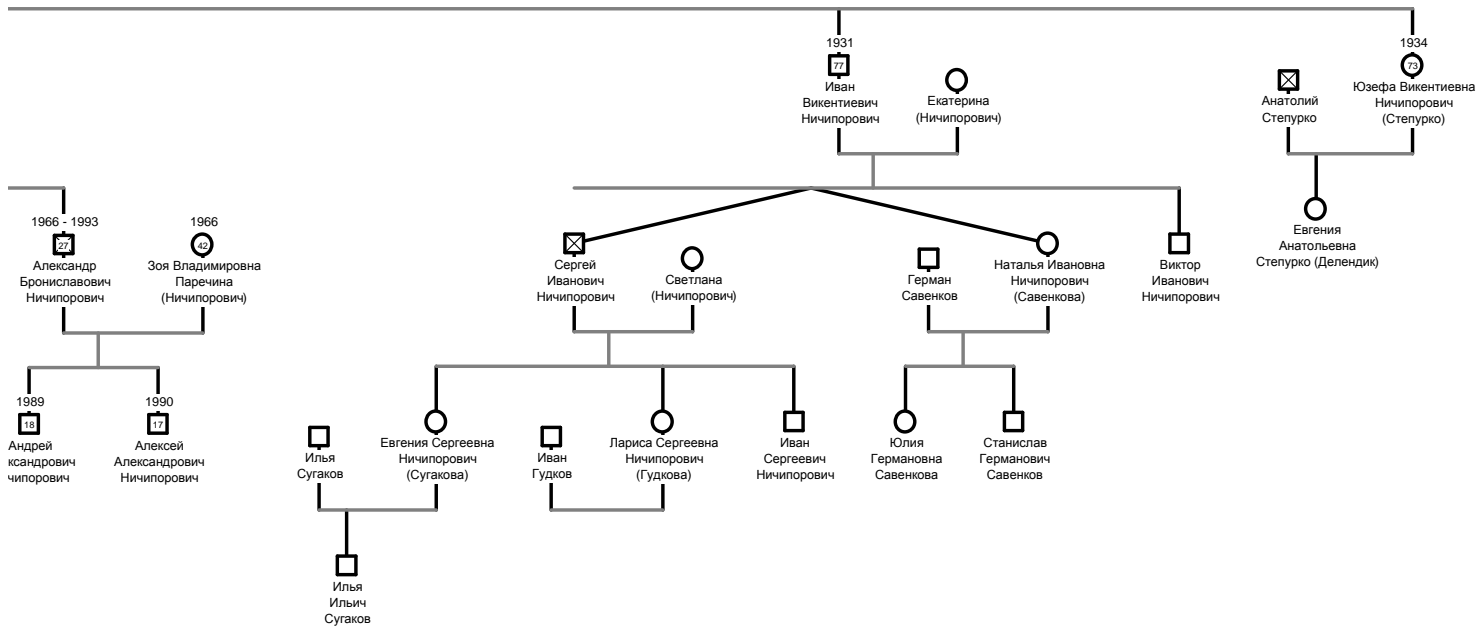 1931
77
Иван
Викентиевич
Ничипорович
Екатерина
(Ничипорович)
Анатолий
Степурко
1934
73
Юзефа Викентиевна
Ничипорович
(Степурко)
1966 - 1993
27
Александр
Брониславович
Ничипорович
1966
42
Зоя Владимировна
Паречина
(Ничипорович)
Сергей
Иванович
Ничипорович
Светлана
(Ничипорович)
Герман
Савенков
Наталья Ивановна
Ничипорович
(Савенкова)
Виктор
Иванович
Ничипорович
Евгения
Анатольевна
Степурко (Делендик)
1989
18
Андрей
ксандрович
чипорович
1990
17
Алексей
Александрович
Ничипорович
Илья
Сугаков
Евгения Сергеевна
Ничипорович
(Сугакова)
Иван
Гудков
Лариса Сергеевна
Ничипорович
(Гудкова)
Иван
Сергеевич
Ничипорович
Юлия
Германовна
Савенкова
Станислав
Германович
Савенков
Илья
Ильич
Сугаков